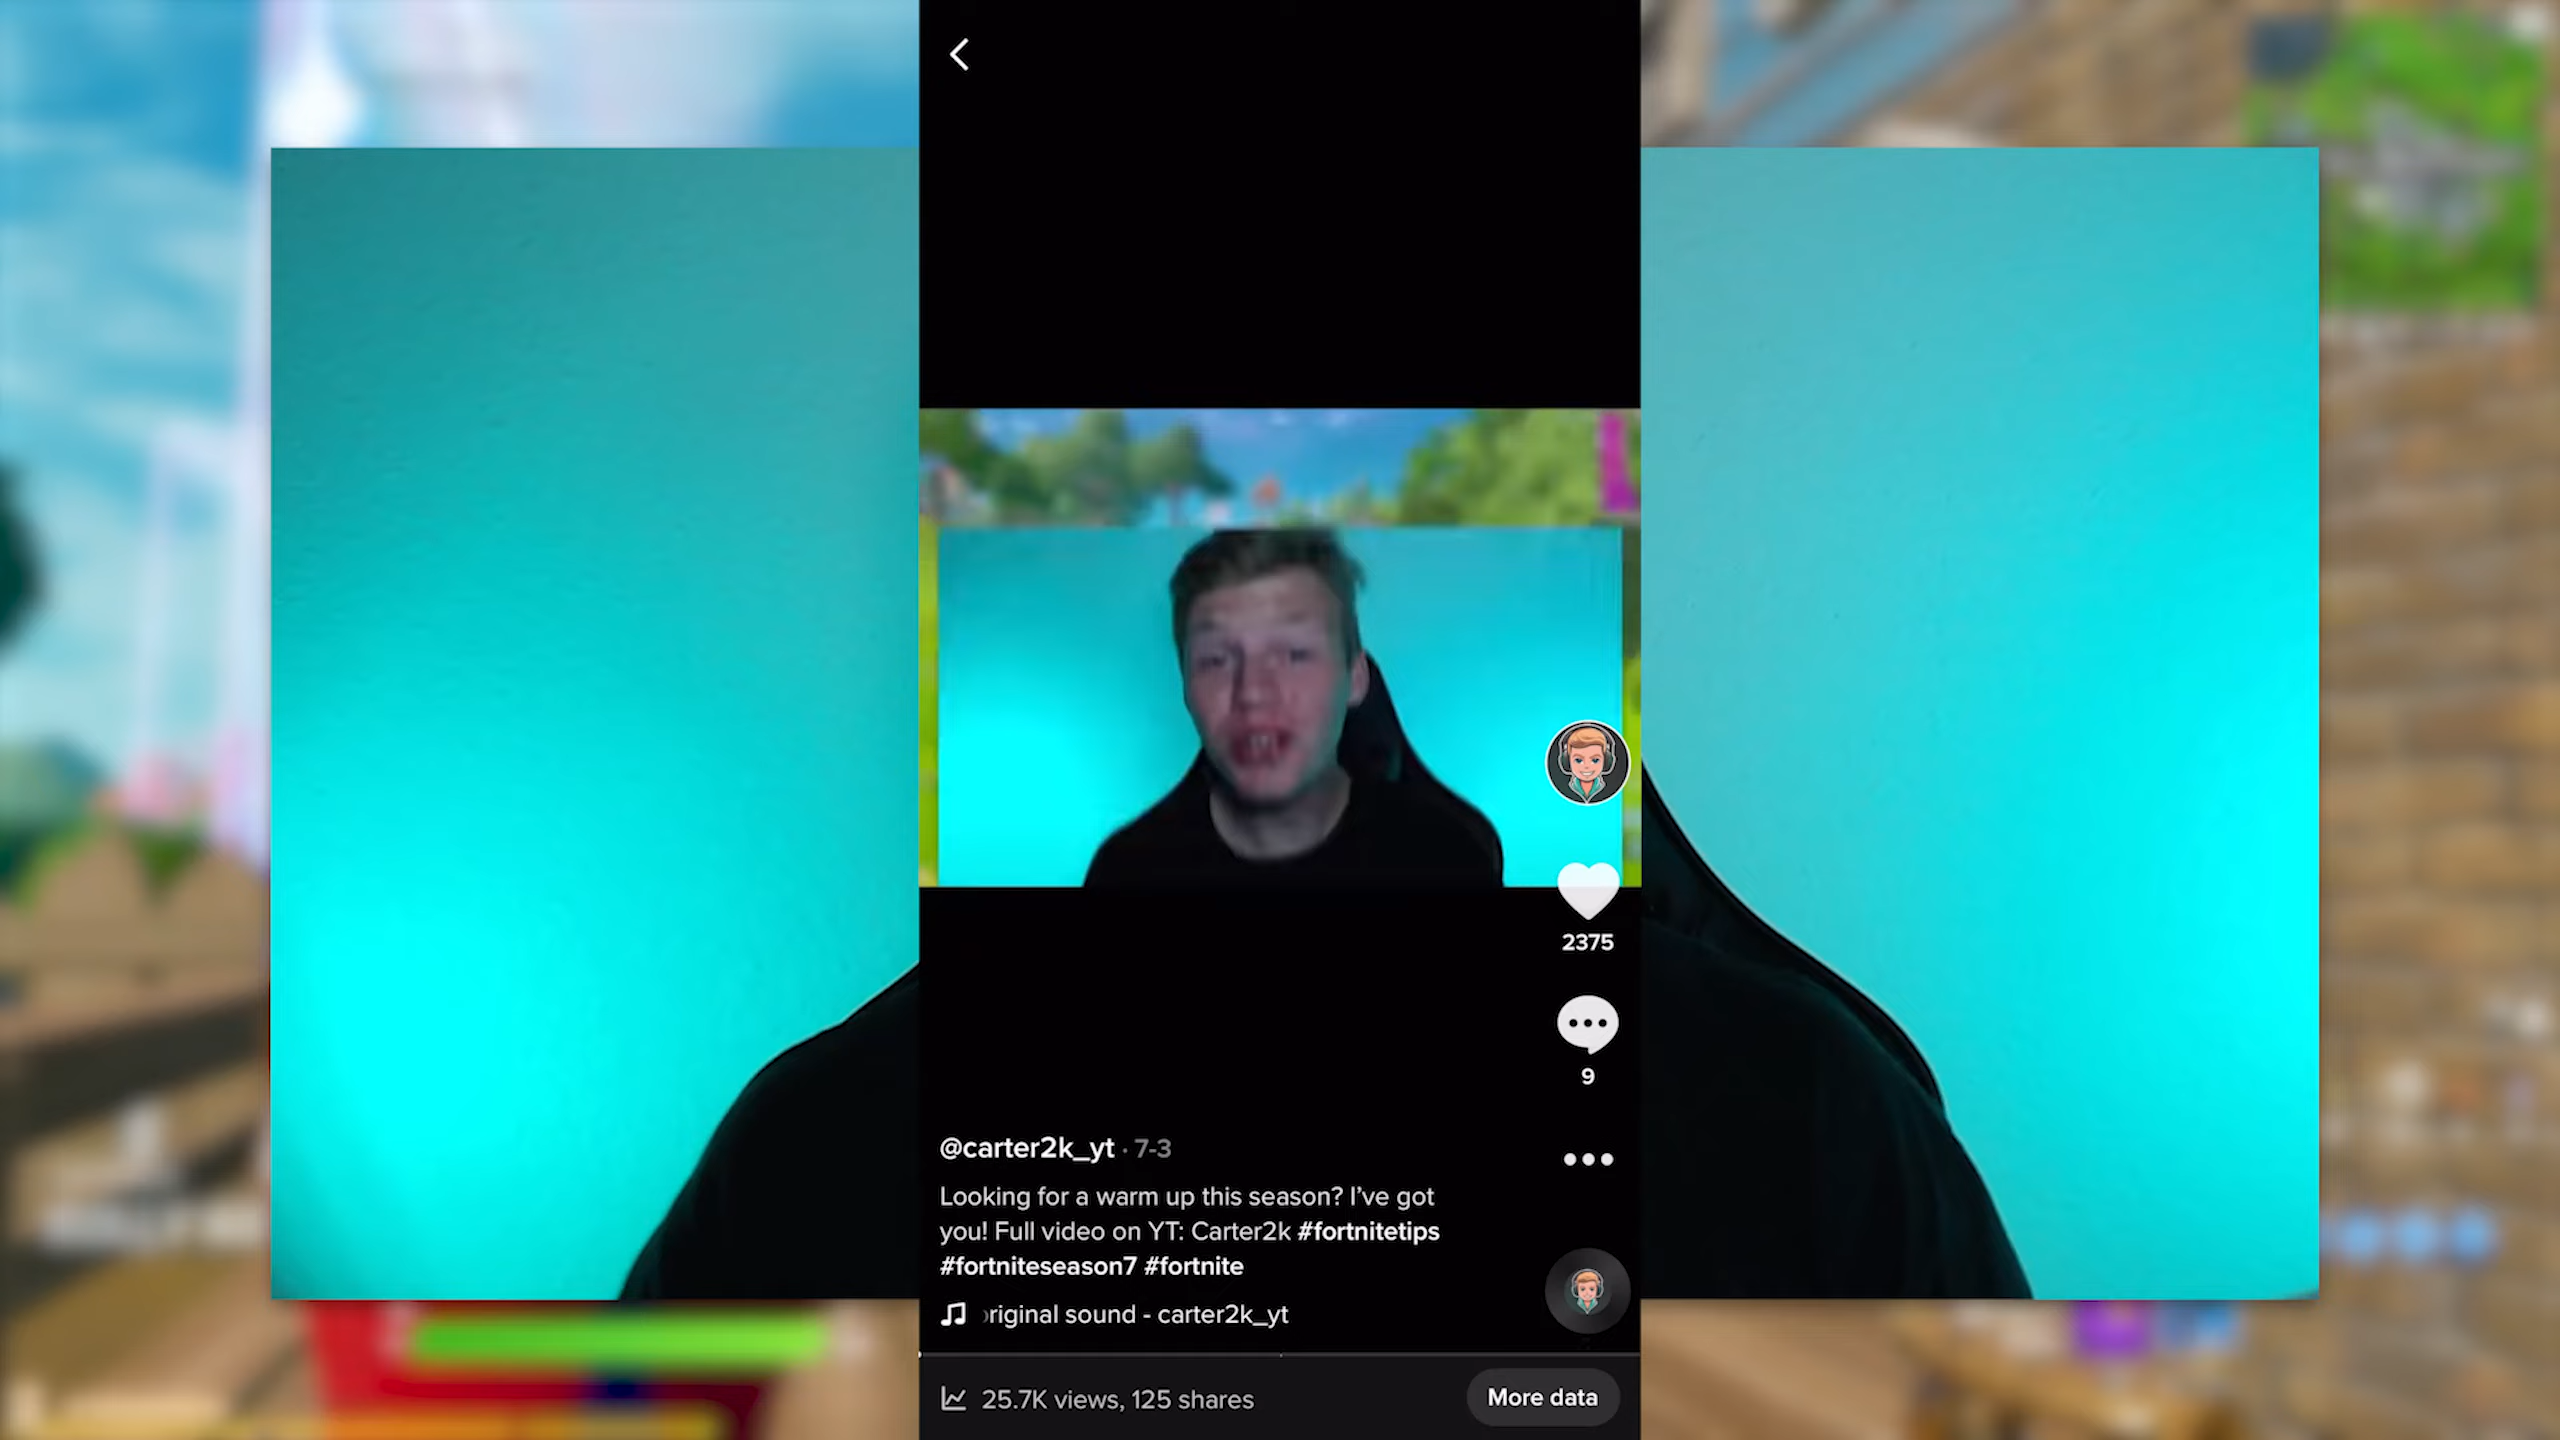 2375
9
@carter2k_yt · 7-3
Looking for a warm up this season? I've got
you! Full video on YT: Carter2k #fortnitetips
#fortniteseason7 #fortnite
riginal sound - carter2k_yt
25.7K views, 125 shares
More data